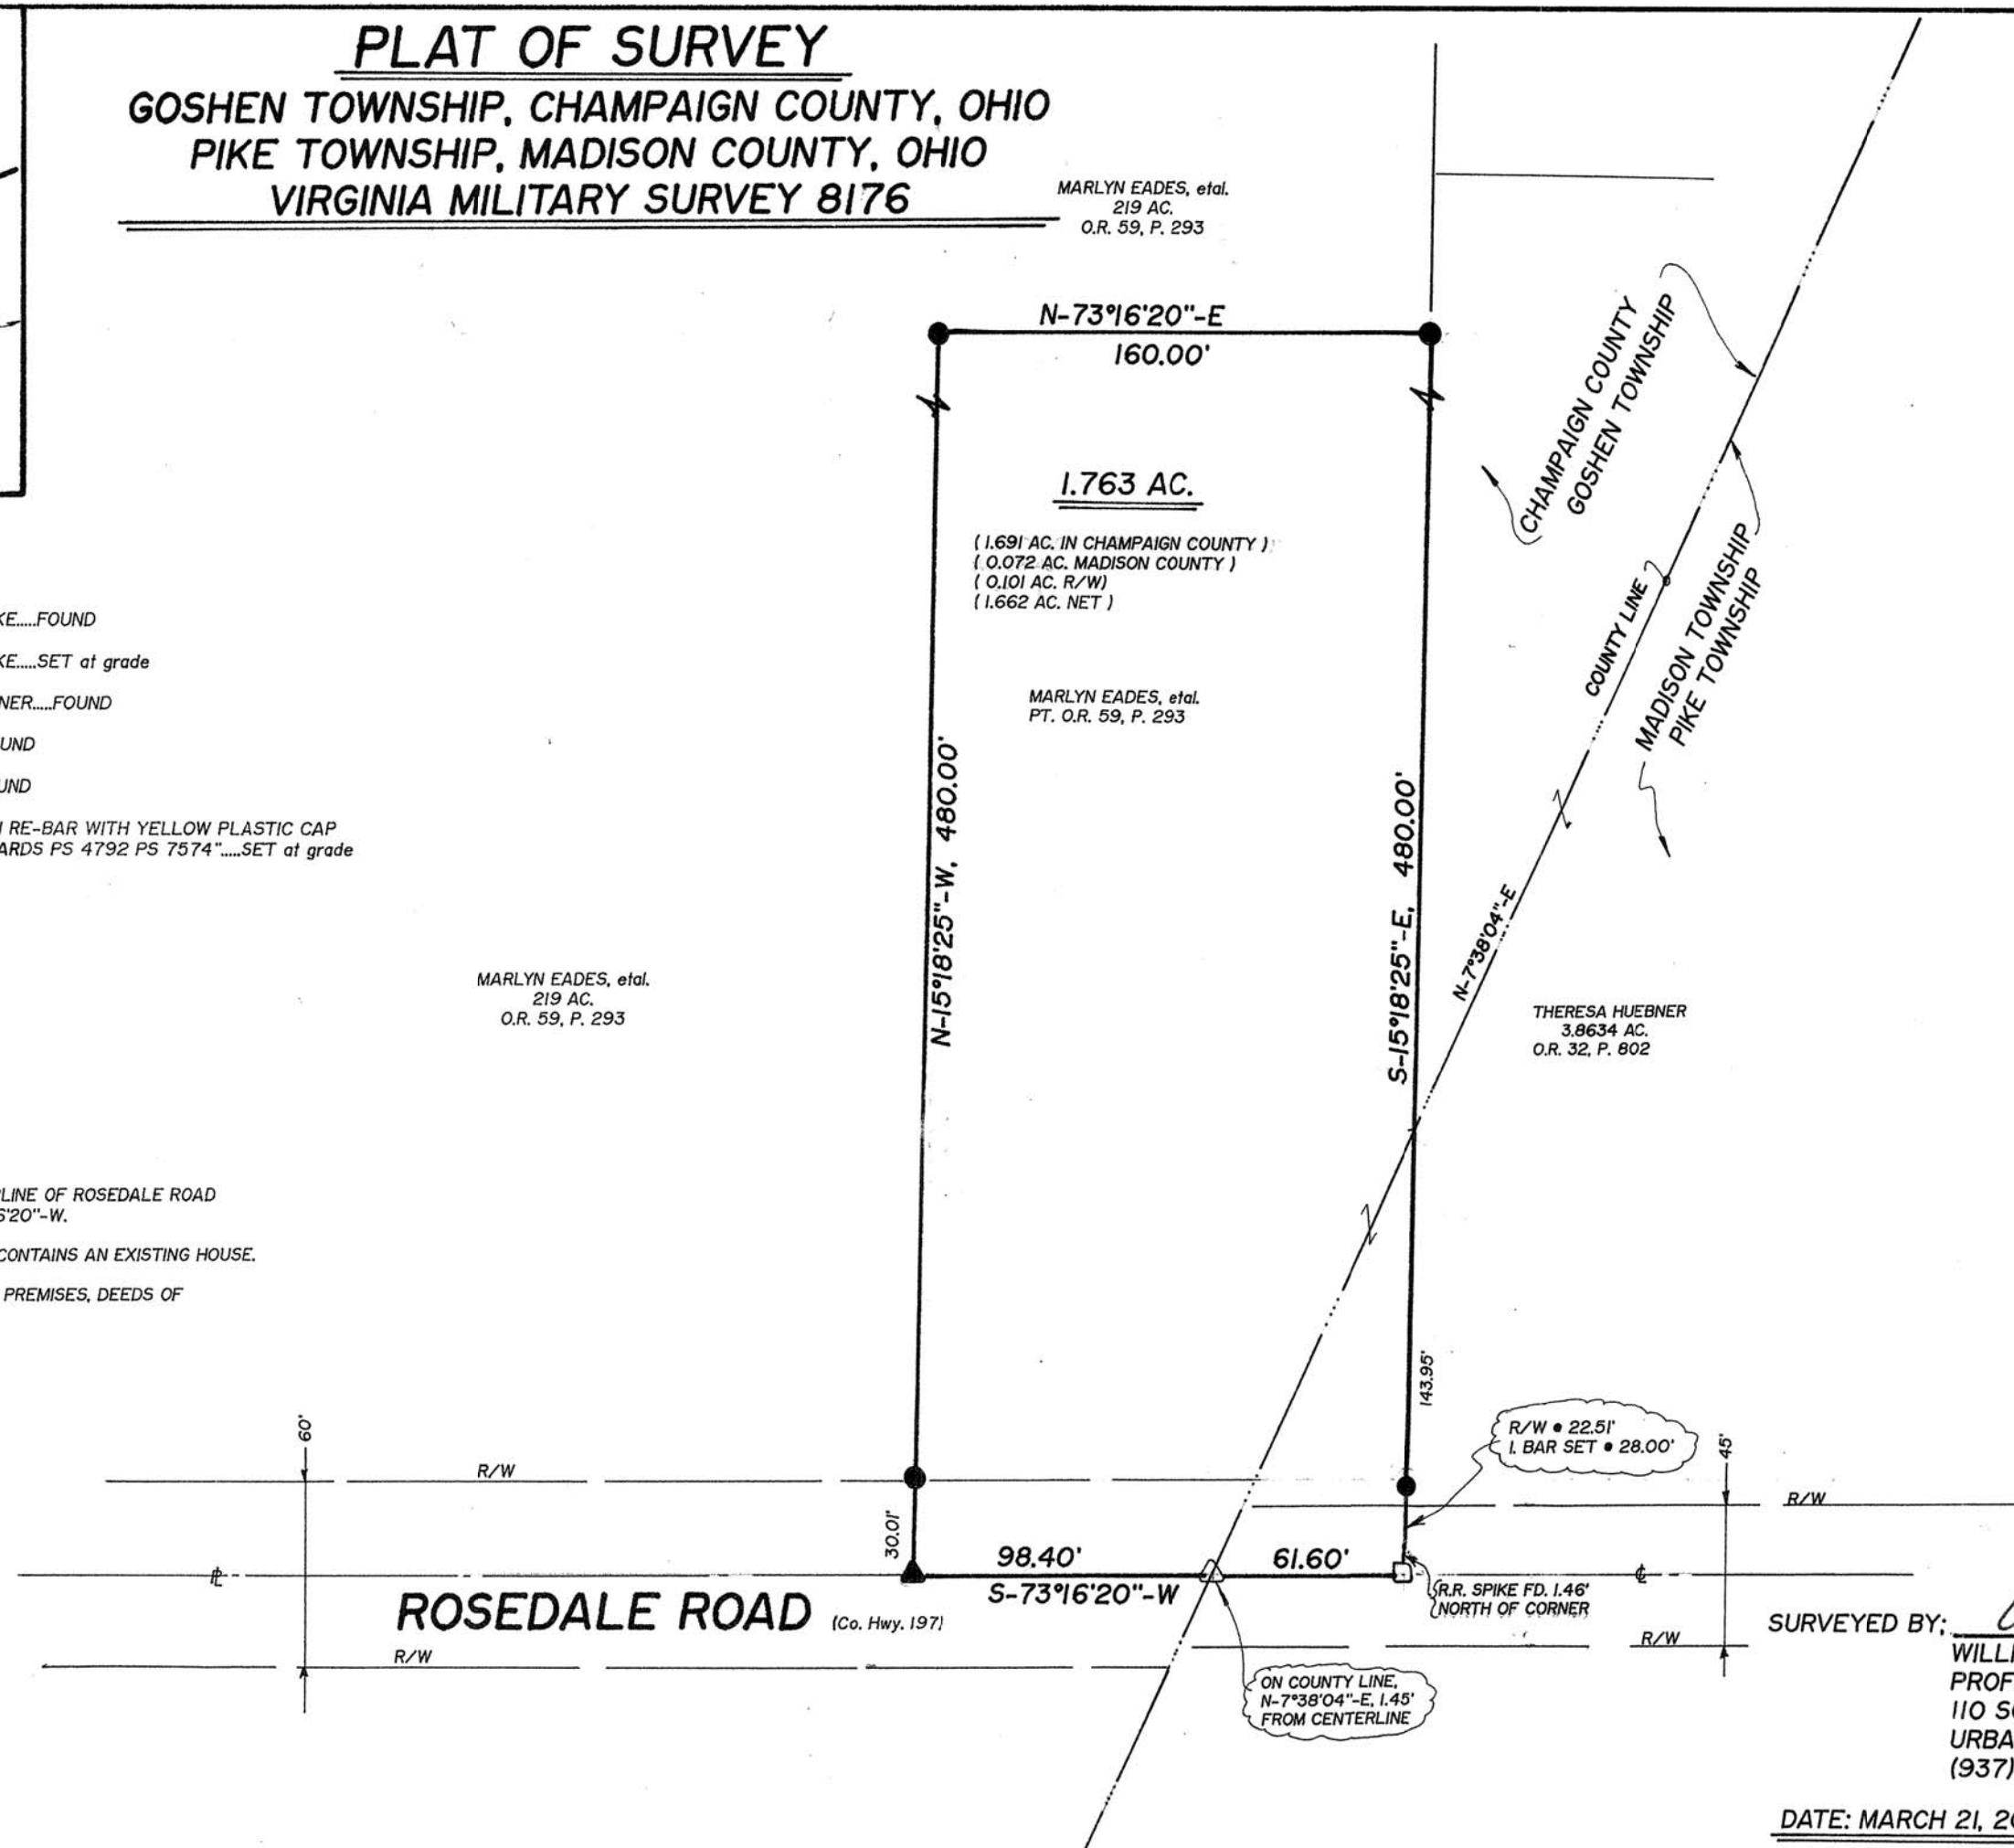 PLAT OF SURVEY
GOSHEN TOWNSHIP, CHAMPAIGN COUNTY, OHIO
PIKE TOWNSHIP, MADISON COUNTY, OHIO
VIRGINIA MILITARY SURVEY 8176
MARLYN EADES, etal.
219 AC.
O.R. 59, P. 293
N-73°16'20"-E
160.00'
1.763 AC.
(1.691 AC. IN CHAMPAIGN COUNTY)
(0.072 AC. MADISON COUNTY)
(0.101 AC. R/W)
(1.662 AC. NET)
MARLYN EADES, etal.
PT. O.R. 59, P. 293
CHAMPAIGN COUNTY
GOSHEN TOWNSHIP
COUNTY LINE
MADISON TOWNSHIP
PIKE TOWNSHIP
.....FOUND
.....SET at grade
.....FOUND
RE-BAR WITH YELLOW PLASTIC CAP
PS 4792 PS 7574".....SET at grade
N-15°18'25"-W, 480.00'
S-15°18'25"-E, 480.00'
N-7°38'04"-E
MARLYN EADES, etal.
219 AC.
O.R. 59, P. 293
THERESA HUEBNER
3.8634 AC.
O.R. 32, P. 802
LINE OF ROSEDALE ROAD
6'20"-W.
CONTAINS AN EXISTING HOUSE.
PREMISES, DEEDS OF
143.95'
R/W • 22.51'
I. BAR SET • 28.00'
60'
R/W
45'
R/W
30.01'
98.40'
61.60'
S-73°16'20"-W
R.R. SPIKE FD. 1.46'
NORTH OF CORNER
ROSEDALE ROAD (Co. Hwy. 197)
R/W
R/W
ON COUNTY LINE,
N-7°38'04"-E, 1.45'
FROM CENTERLINE
SURVEYED BY;
110
(937)
DATE: MARCH 21,